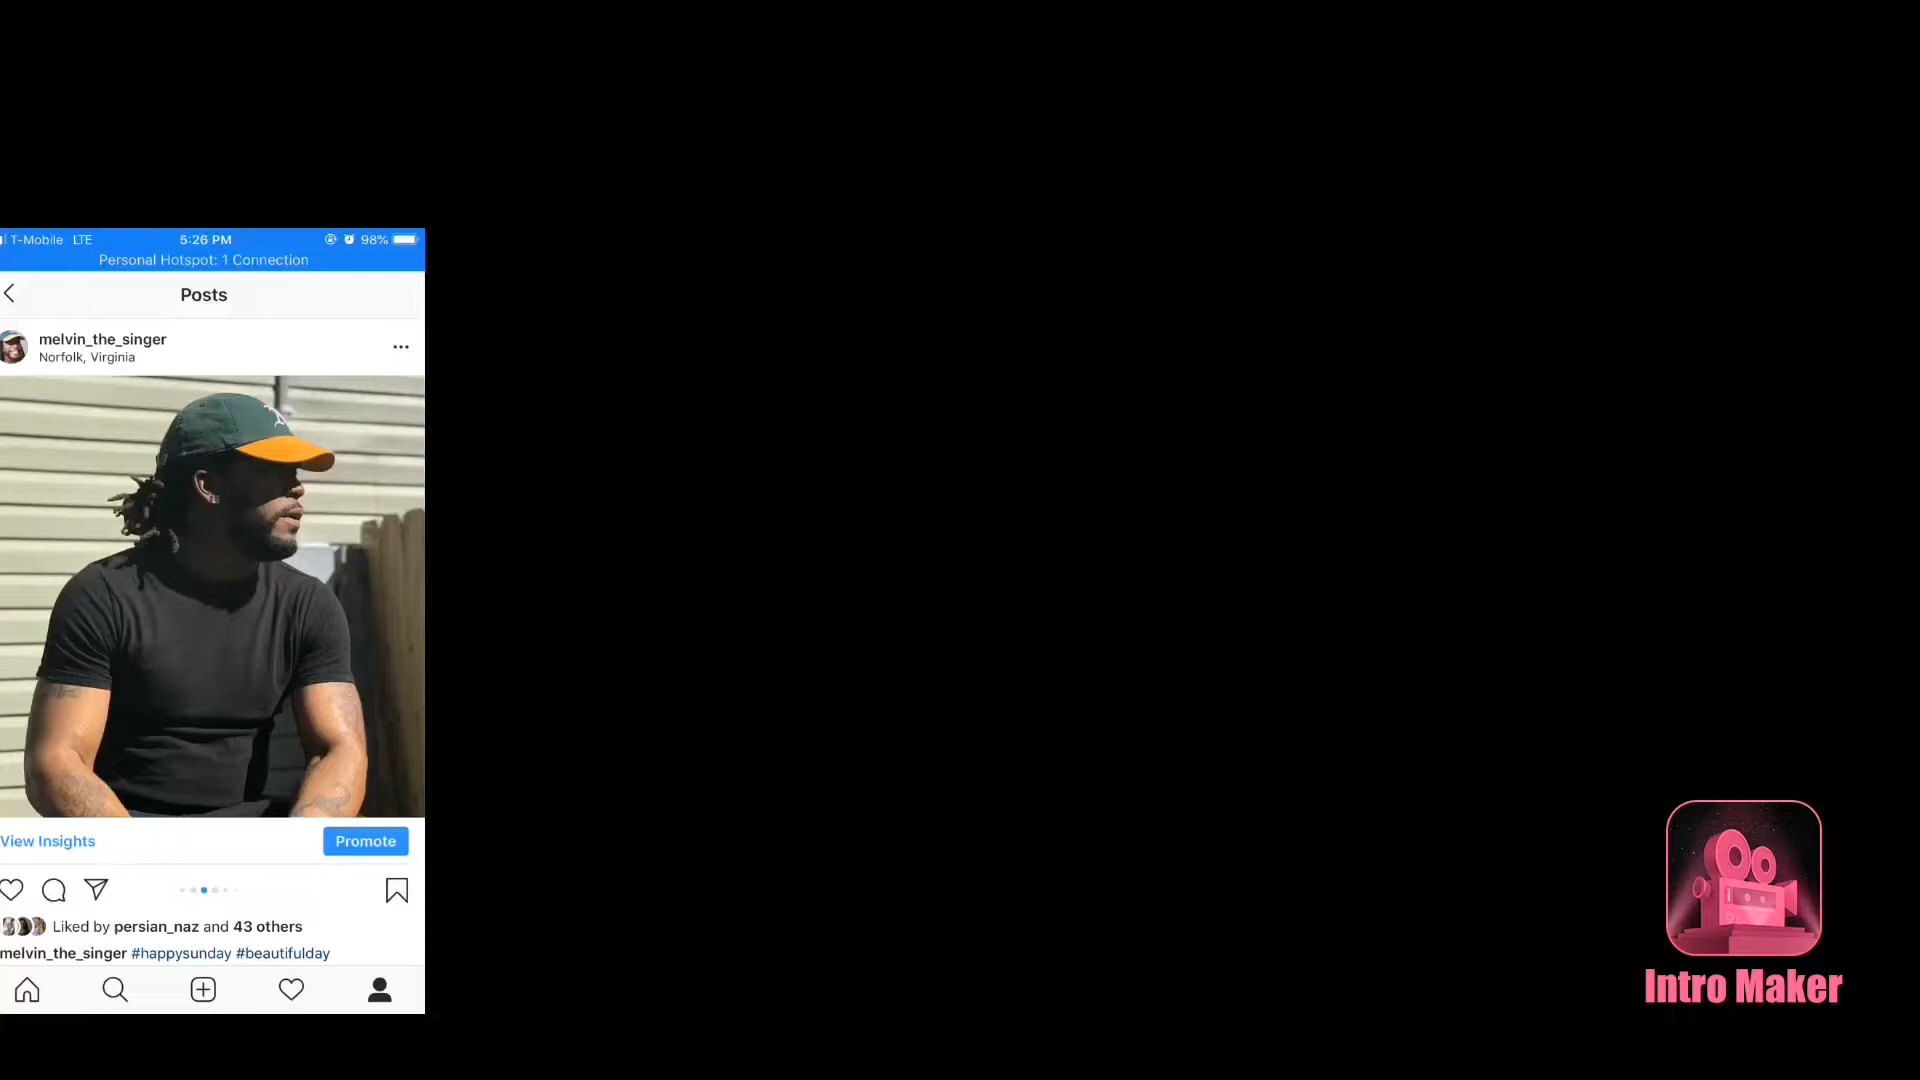 T-Mobile LTE 5:26 PM 98%
Personal Hotspot: 1 Connection
Posts
melvin_the_singer
Norfolk, Virginia
View Insights
Promote
Liked by persian_naz and 43 others
melvin_the_singer #happysunday #beautifulday
Intro Maker